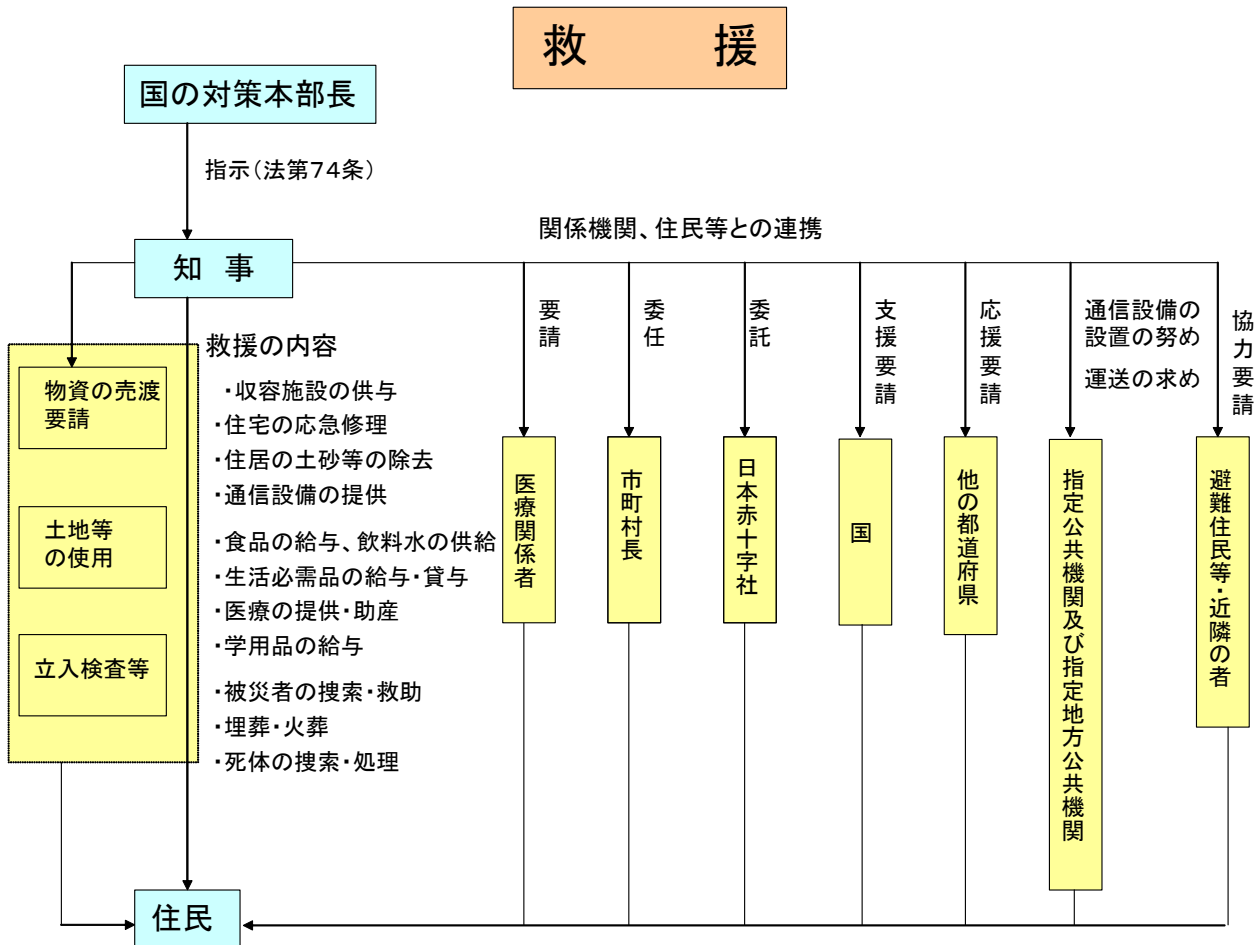 救 援
国の対策本部長
指示(法第74条)
関係機関、住民等との連携
知 事
物資の売渡
要請
土地等
の使用
立入検査等
救援の内容
・収容施設の供与
・住宅の応急修理
・住居の土砂等の除去
・通信設備の提供
・食品の給与、飲料水の供給
・生活必需品の給与・貸与
・医療の提供・助産
・学用品の給与
・被災者の捜索・救助
・埋葬・火葬
・死体の捜索・処理
要請
医療関係者
委任
市町村長
委託
日本赤十字社
支援要請
国
応援要請
他の都道府県
通信設備の
設置の努め
運送の求め
指定公共機関及び指定地方公共機関
協力要請
避難住民等・近隣の者
住民